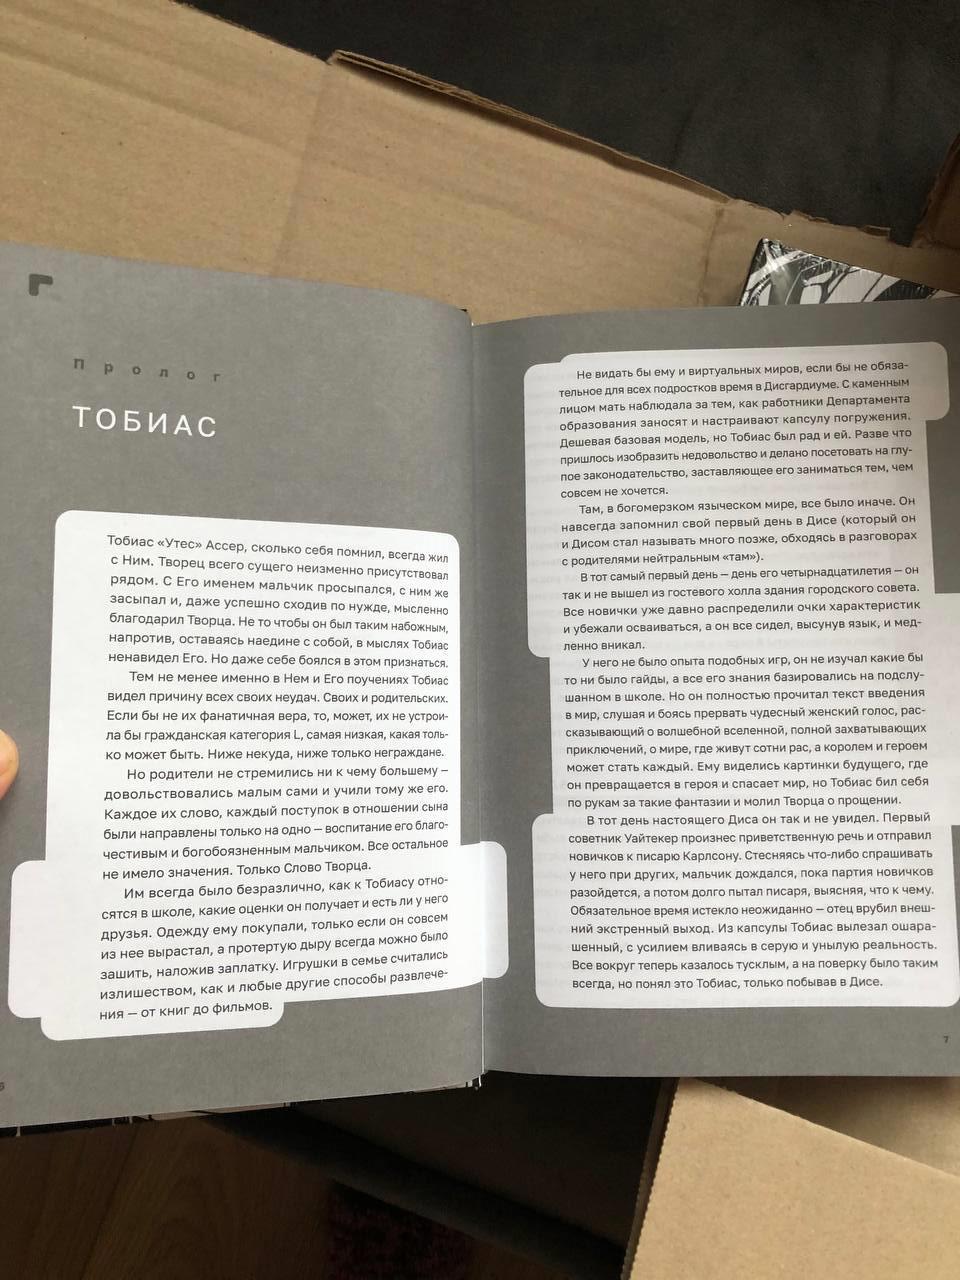 Пролог
ТОБИАС
Тобиас «Утес» Ассер, сколько себя помнил, всегда жил
с Ним. Творец всего сущего неизменно присутствовал
рядом. С Его именем мальчик просыпался, с ним же
засыпал и, даже успешно сходив по нужде, мысленно
благодарил Творца. Не то чтобы он был таким набожным,
напротив, оставаясь наедине с собой, в мыслях Тобиас
ненавидел Его. Но даже себе боялся в этом признаться.
Тем не менее именно в Нем и Его поучениях Тобиас
видел причину всех своих неудач. Своих и родительских.
Если бы не их фанатичная вера, то, может, их не устрои-
ла бы гражданская категория L, самая низкая, какая толь-
ко может быть. Ниже некуда, ниже только неграждане.
Но родители не стремились ни к чему большему —
довольствовались малым сами и учили тому же его.
Каждое их слово, каждый поступок в отношении сына
были направлены только на одно — воспитание его благо-
честивым и богобоязненным мальчиком. Все остальное
не имело значения. Только Слово Творца.
Им всегда было безразлично, как к Тобиасу отно-
сятся в школе, какие оценки он получает и есть ли у него
друзья. Одежду ему покупали, только если он совсем
из нее вырастал, а протертую дыру всегда можно было
зашить, наложив заплатку. Игрушки в семье считались
излишеством, как и любые другие способы развлече-
ния — от книг до фильмов.
6
Не видать бы ему и виртуальных миров, если бы не обяза-
тельное для всех подростков время в Дисгардиуме. С каменным
лицом мать наблюдала за тем, как работники Департамента
образования заносят и настраивают капсулу погружения.
Дешевая базовая модель, но Тобиас был рад и ей. Разве что
пришлось изобразить недовольство и делано посетовать на глу-
пое законодательство, заставляющее его заниматься тем, чем
совсем не хочется.
Там, в богомерзком языческом мире, все было иначе. Он
навсегда запомнил свой первый день в Дисе (который он
и Дисом стал называть много позже, обходясь в разговорах
с родителями нейтральным «там»).
В тот самый первый день — день его четырнадцатилетия — он
так и не вышел из гостевого холла здания городского совета.
Все новички уже давно распределили очки характеристик
и убежали осваиваться, а он все сидел, высунув язык, и мед-
ленно вникал.
У него не было опыта подобных игр, он не изучал какие бы
то ни было гайды, а все его знания базировались на подслу-
шанном в школе. Но он полностью прочитал текст введения
в мир, слушая и боясь прервать чудесный женский голос, рас-
сказывающий о волшебной вселенной, полной захватывающих
приключений, о мире, где живут сотни рас, а королем и героем
может стать каждый. Ему виделись картинки будущего, где
он превращается в героя и спасает мир, но Тобиас бил себя
по рукам за такие фантазии и молил Творца о прощении.
В тот день настоящего Диса он так и не увидел. Первый
советник Уайтекер произнес приветственную речь и отправил
новичков к писарю Карлсону. Стесняясь что-либо спрашивать
у него при других, мальчик дождался, пока партия новичков
разойдется, а потом долго пытал писаря, выясняя, что к чему.
Обязательное время истекло неожиданно — отец врубил внеш-
ний экстренный выход. Из капсулы Тобиас вылезал ошара-
шенный, с усилием вливаясь в серую и унылую реальность.
Все вокруг теперь казалось тусклым, а на поверку было таким
всегда, но понял это Тобиас, только побывав в Дисе.
7